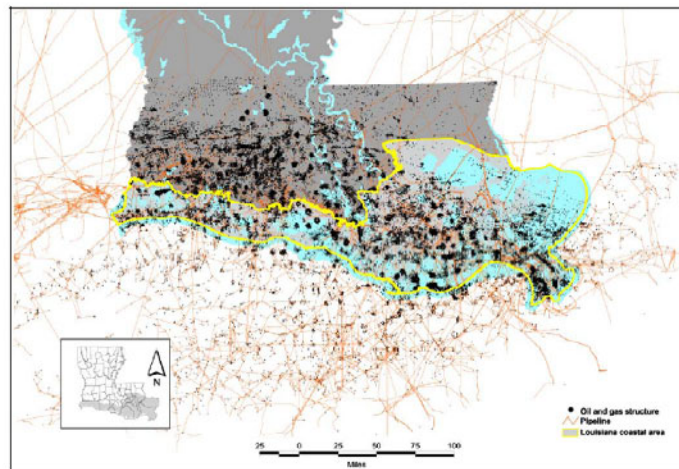 N
Oil and gas structure
Pipeline
Louisiana coastal area
25 0 25 50 75 100
Miles